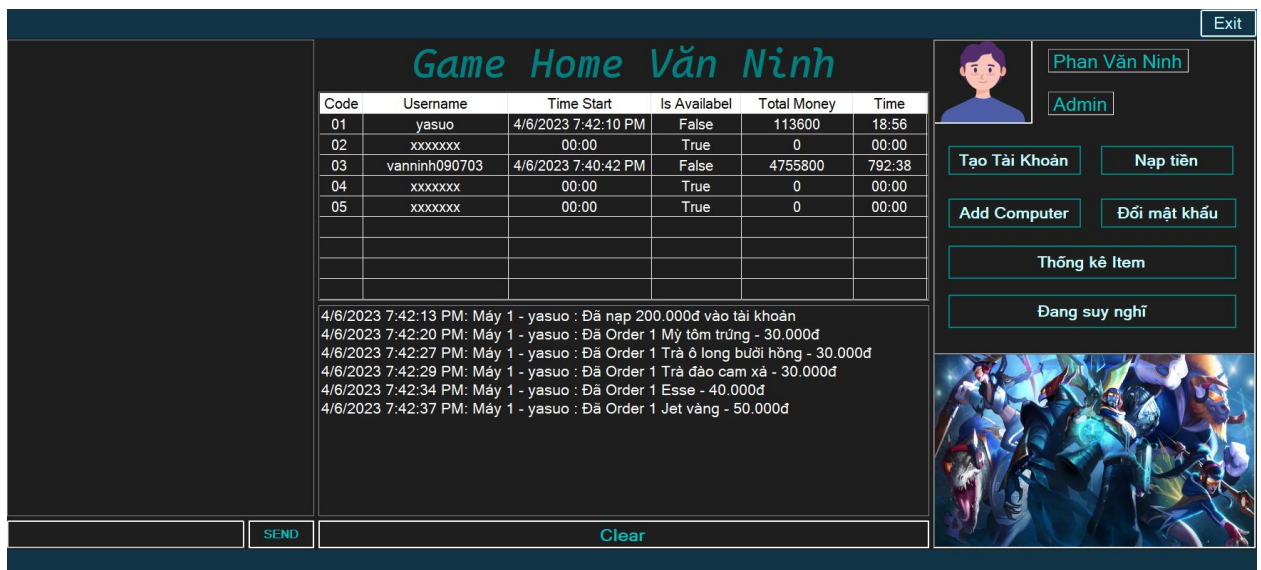 Exit
Game Home Văn Ninh
Code Username Time Start Is Availabel Total Money Time
01 yasuo 4/6/2023 7:42:10 PM False 113600 18:56
02 xxxxxxx 00:00 True 0 00:00
03 vanninh090703 4/6/2023 7:40:42 PM False 4755800 792:38
04 xxxxxxx 00:00 True 0 00:00
05 xxxxxxx 00:00 True 0 00:00
4/6/2023 7:42:13 PM: Máy 1 - yasuo : Đã nạp 200.000đ vào tài khoản
4/6/2023 7:42:20 PM: Máy 1 - yasuo : Đã Order 1 Mỳ tôm trứng - 30.000đ
4/6/2023 7:42:27 PM: Máy 1 - yasuo : Đã Order 1 Trà ô long bưởi hồng - 30.000đ
4/6/2023 7:42:29 PM: Máy 1 - yasuo : Đã Order 1 Trà đào cam xả - 30.000đ
4/6/2023 7:42:34 PM: Máy 1 - yasuo : Đã Order 1 Esse - 40.000đ
4/6/2023 7:42:37 PM: Máy 1 - yasuo : Đã Order 1 Jet vàng - 50.000đ
SEND
Clear
Phan Văn Ninh
Admin
Tạo Tài Khoản Nạp tiền
Add Computer Đổi mật khẩu
Thống kê Item
Đang suy nghĩ